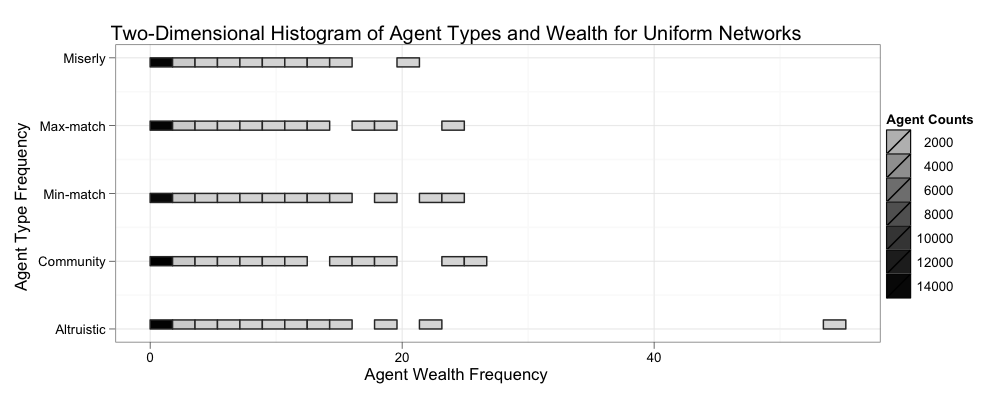 Two-Dimensional Histogram of Agent Types and Wealth for Uniform Networks
Agent Type Frequency
Miserly
Max-match
Min-match
Community
Altruistic
0
20
40
Agent Wealth Frequency
Agent Counts
2000
4000
6000
8000
10000
12000
14000